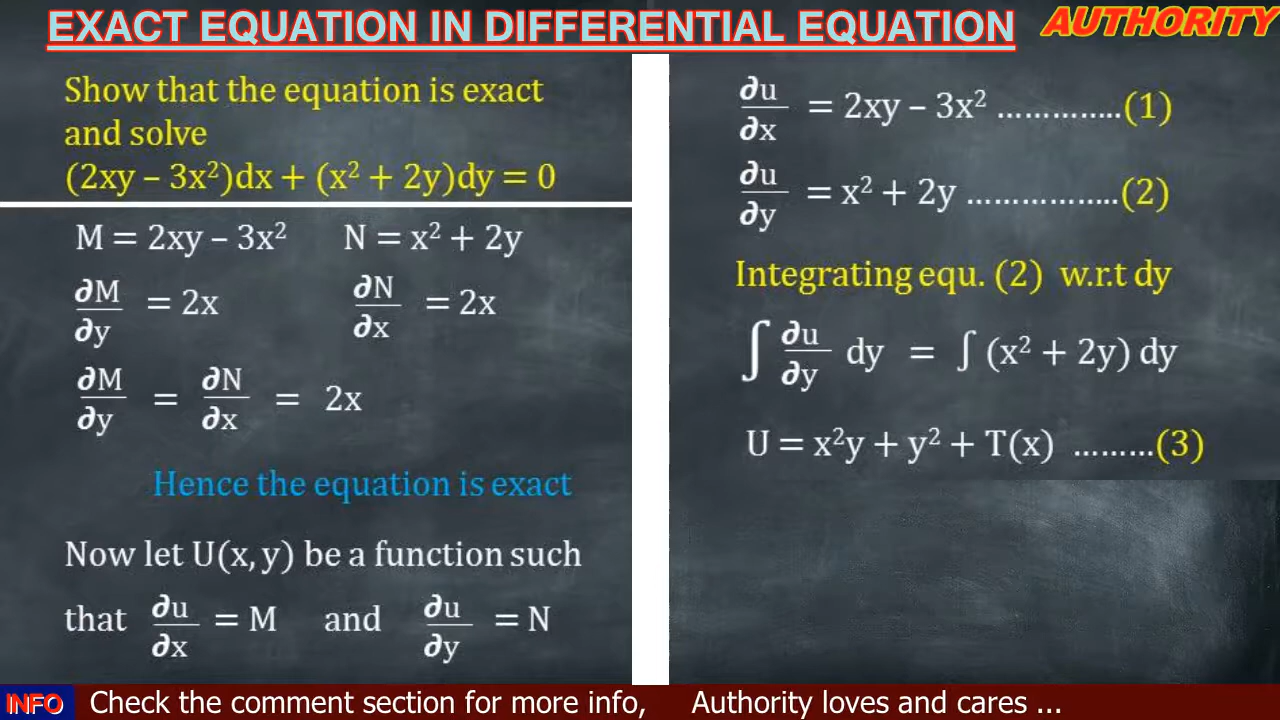 EXACT EQUATION IN DIFFERENTIAL EQUATION
AUTHORITY
Show that the equation is exact
and solve
(2xy – 3x²)dx + (x² + 2y)dy = 0
M = 2xy – 3x² N = x² + 2y
∂M/∂y = 2x ∂N/∂x = 2x
∂M/∂y = ∂N/∂x = 2x
Hence the equation is exact
Now let U(x, y) be a function such
that ∂u/∂x = M and ∂u/∂y = N
∂u/∂x = 2xy – 3x² …………..(1)
∂u/∂y = x² + 2y ……………..(2)
Integrating equ. (2) w.r.t dy
∫ ∂u/∂y dy = ∫ (x² + 2y) dy
U = x²y + y² + T(x) ………(3)
INFO Check the comment section for more info, Authority loves and cares ...